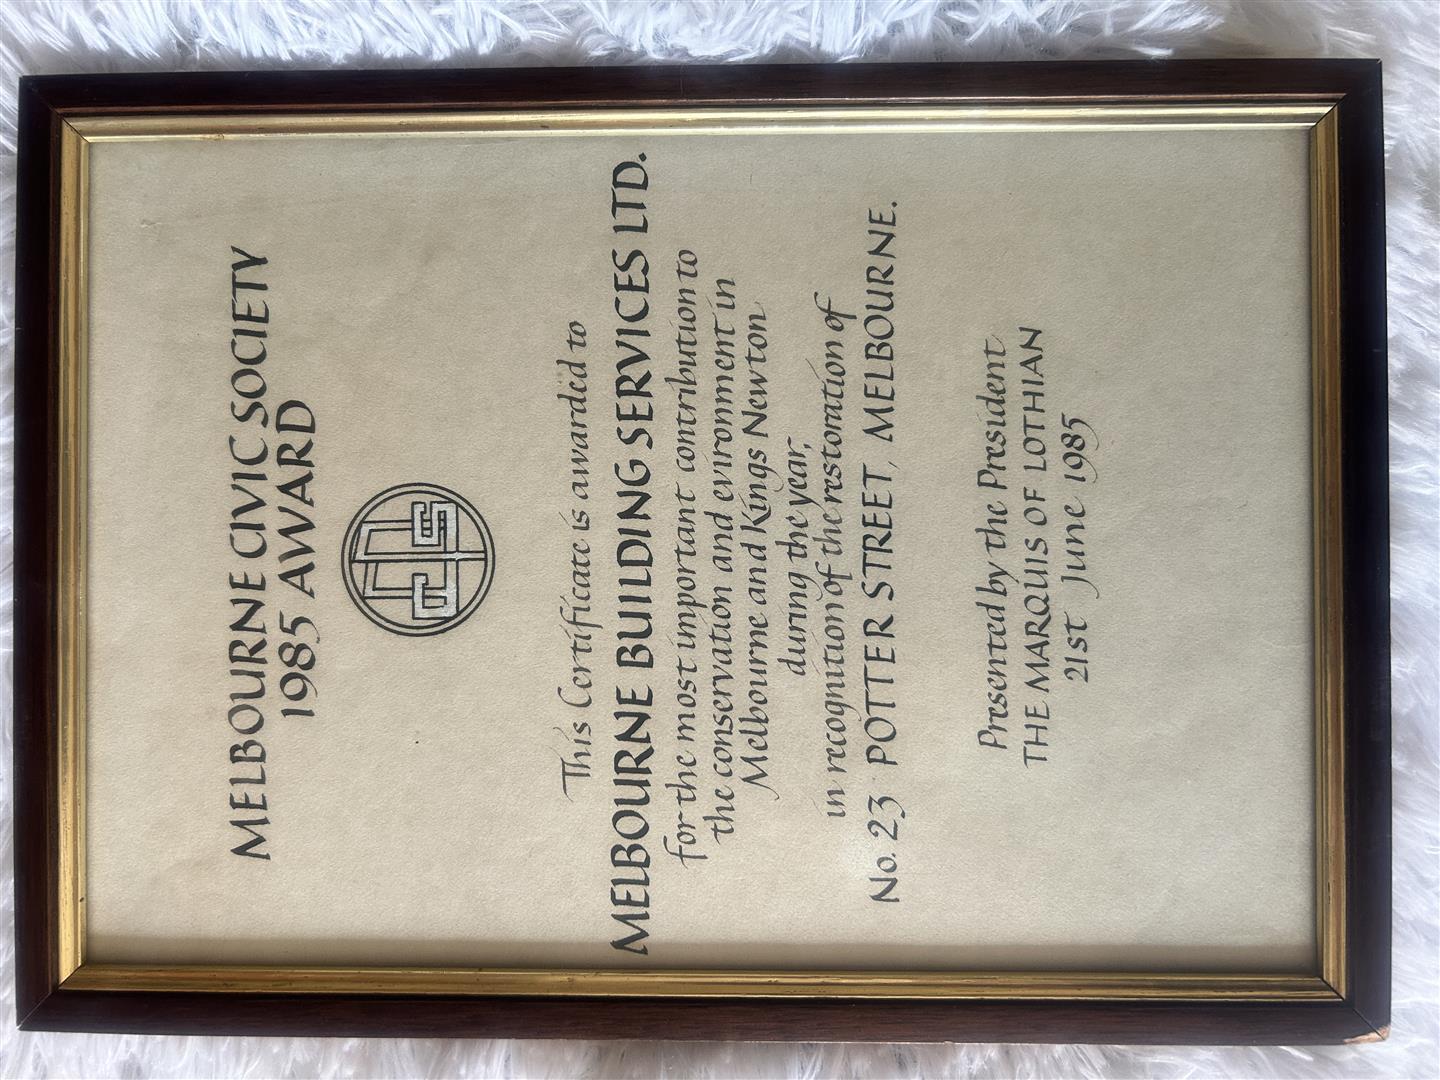 MELBOURNE CIVIC SOCIETY
1985 AWARD
This Certificate is awarded to
MELBOURNE BUILDING SERVICES LTD.
for the most important contribution to
the conservation and evironment in
Melbourne and Kings Newton
during the year,
in recognition of the restoration of
No. 23 POTTER STREET, MELBOURNE.
Presented by the President
THE MARQUIS OF LOTHIAN
21st June 1985